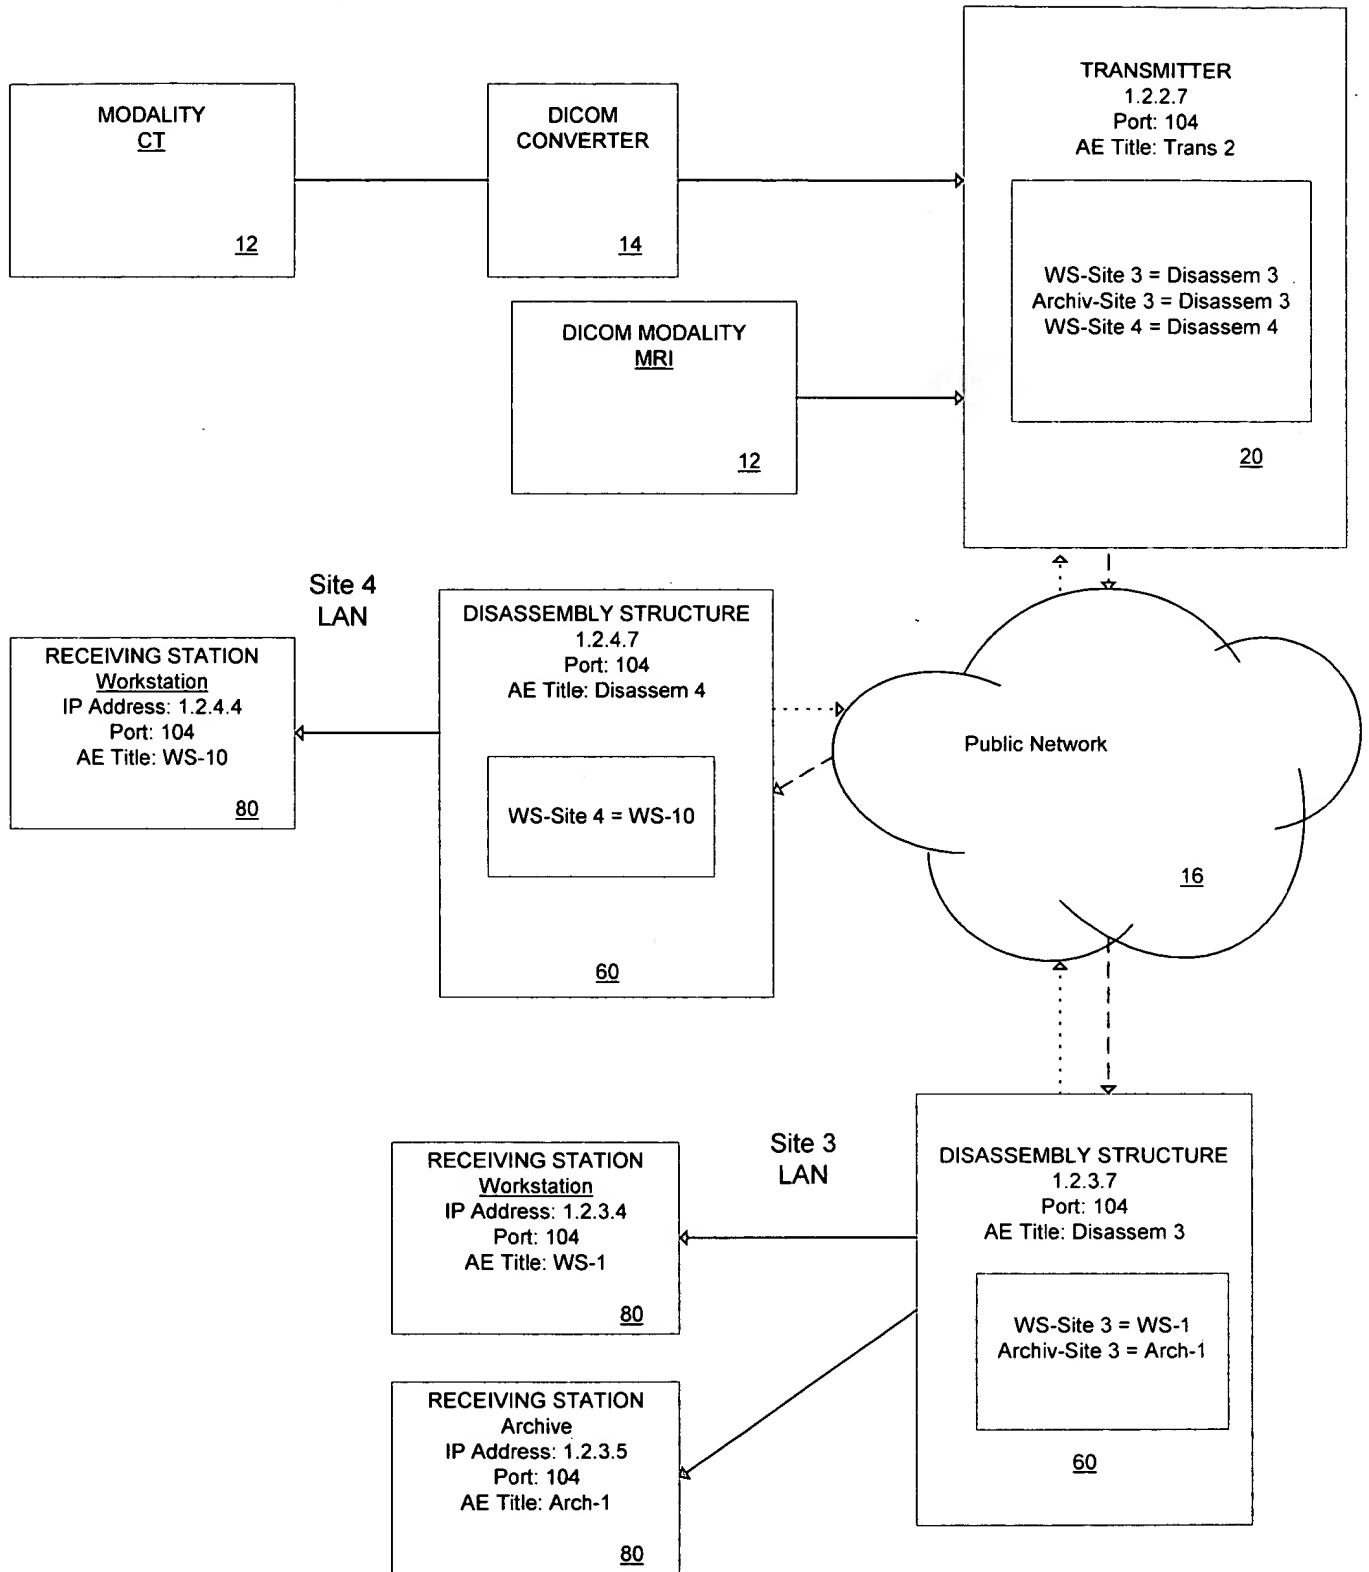 MODALITY
CT
12
DICOM
CONVERTER
14
TRANSMITTER
1.2.2.7
Port: 104
AE Title: Trans 2
WS-Site 3 = Disassem 3
Archiv-Site 3 = Disassem 3
WS-Site 4 = Disassem 4
20
DICOM MODALITY
MRI
12
Site 4
LAN
RECEIVING STATION
Workstation
IP Address: 1.2.4.4
Port: 104
AE Title: WS-10
80
DISASSEMBLY STRUCTURE
1.2.4.7
Port: 104
AE Title: Disassem 4
WS-Site 4 = WS-10
60
Public Network
16
Site 3
LAN
RECEIVING STATION
Workstation
IP Address: 1.2.3.4
Port: 104
AE Title: WS-1
80
DISASSEMBLY STRUCTURE
1.2.3.7
Port: 104
AE Title: Disassem 3
WS-Site 3 = WS-1
Archiv-Site 3 = Arch-1
60
RECEIVING STATION
Archive
IP Address: 1.2.3.5
Port: 104
AE Title: Arch-1
80